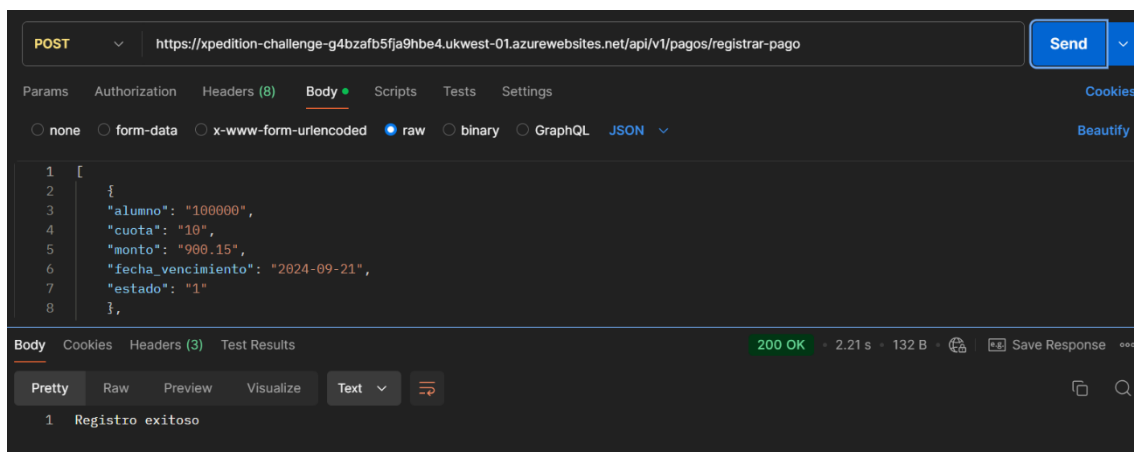 POST https://xpedition-challenge-g4bzafb5fja9hbe4.ukwest-01.azurewebsites.net/api/v1/pagos/registrar-pago Send
Params Authorization Headers (8) Body Scripts Tests Settings Cookies
none form-data x-www-form-urlencoded raw binary GraphQL JSON Beautify
1 [
2 {
3 "alumno": "100000",
4 "cuota": "10",
5 "monto": "900.15",
6 "fecha_vencimiento": "2024-09-21",
7 "estado": "1"
8 },
Body Cookies Headers (3) Test Results 200 OK 2.21 s 132 B e.g. Save Response
Pretty Raw Preview Visualize Text
1 Registro exitoso